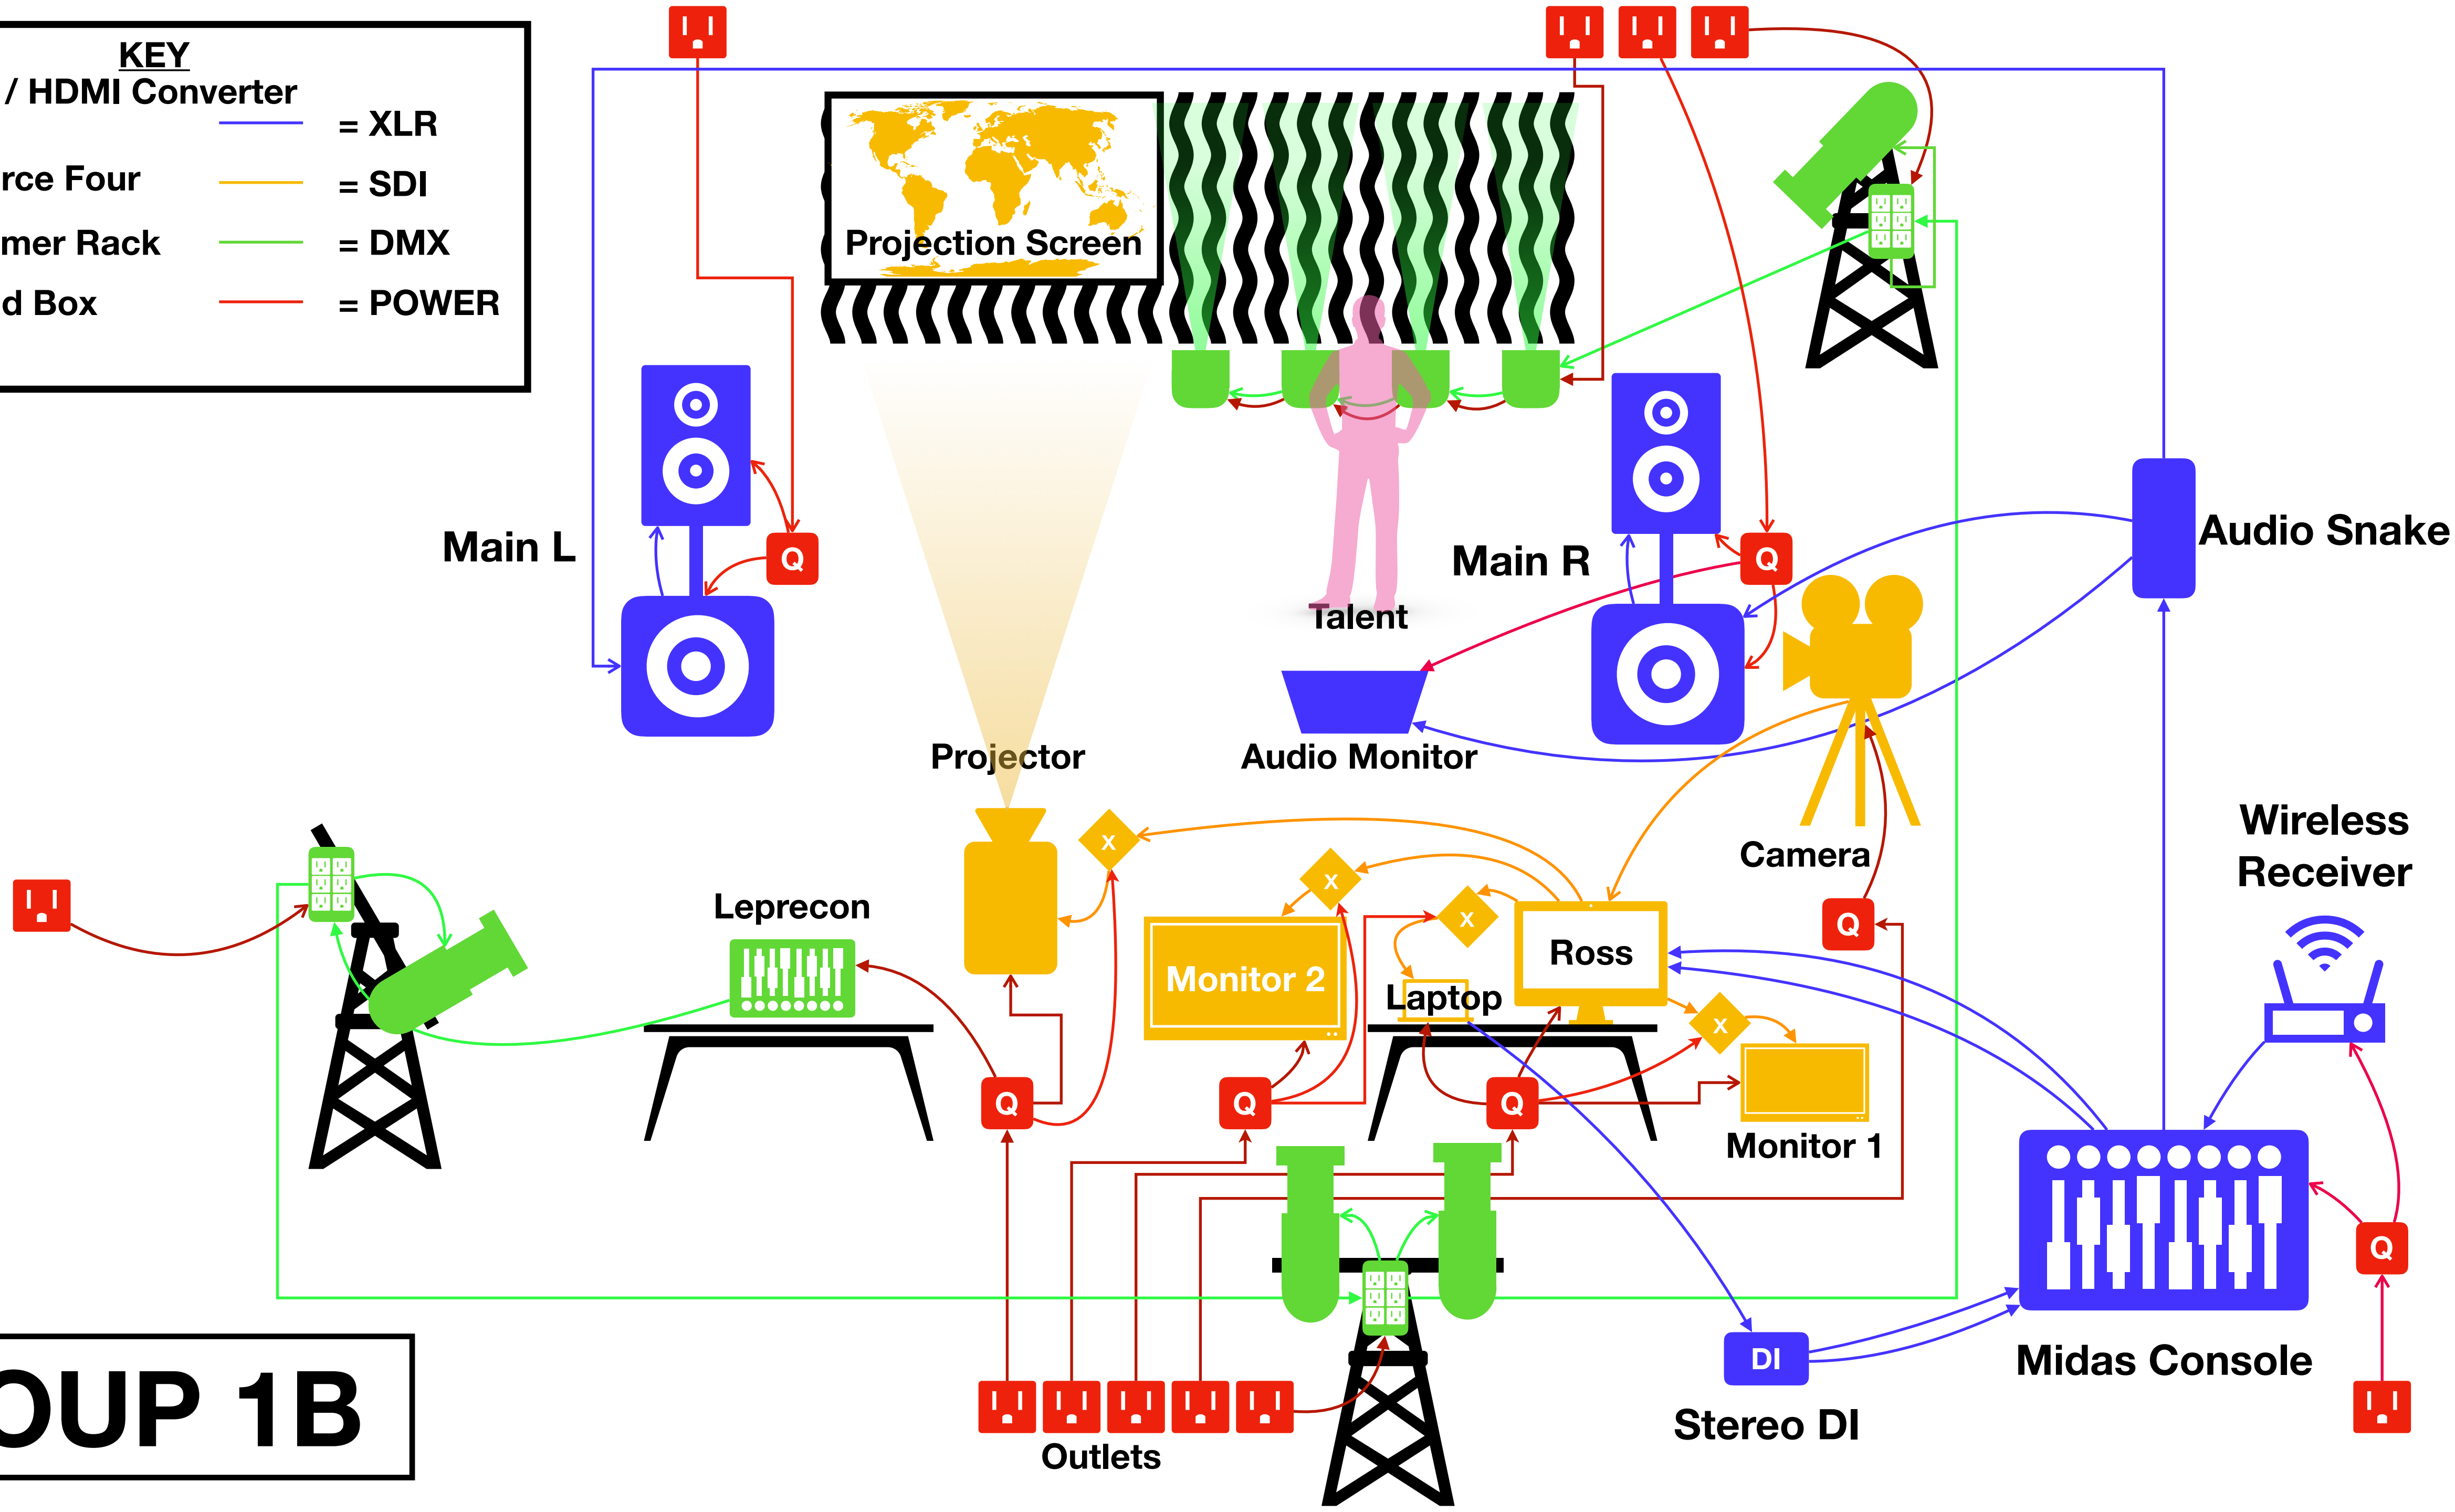 KEY
/ HDMI Converter
= XLR
rce Four
= SDI
mer Rack
= DMX
d Box
= POWER
Projection Screen
Main L
Q
Main R
Q
Audio Snake
Talent
Projector
Audio Monitor
Camera
Wireless
Receiver
x
x
x
Leprecon
Q
Ross
Monitor 2
Laptop
x
Q
Q
Q
Monitor 1
Q
DI
Midas Console
Stereo DI
Outlets
OUP 1B